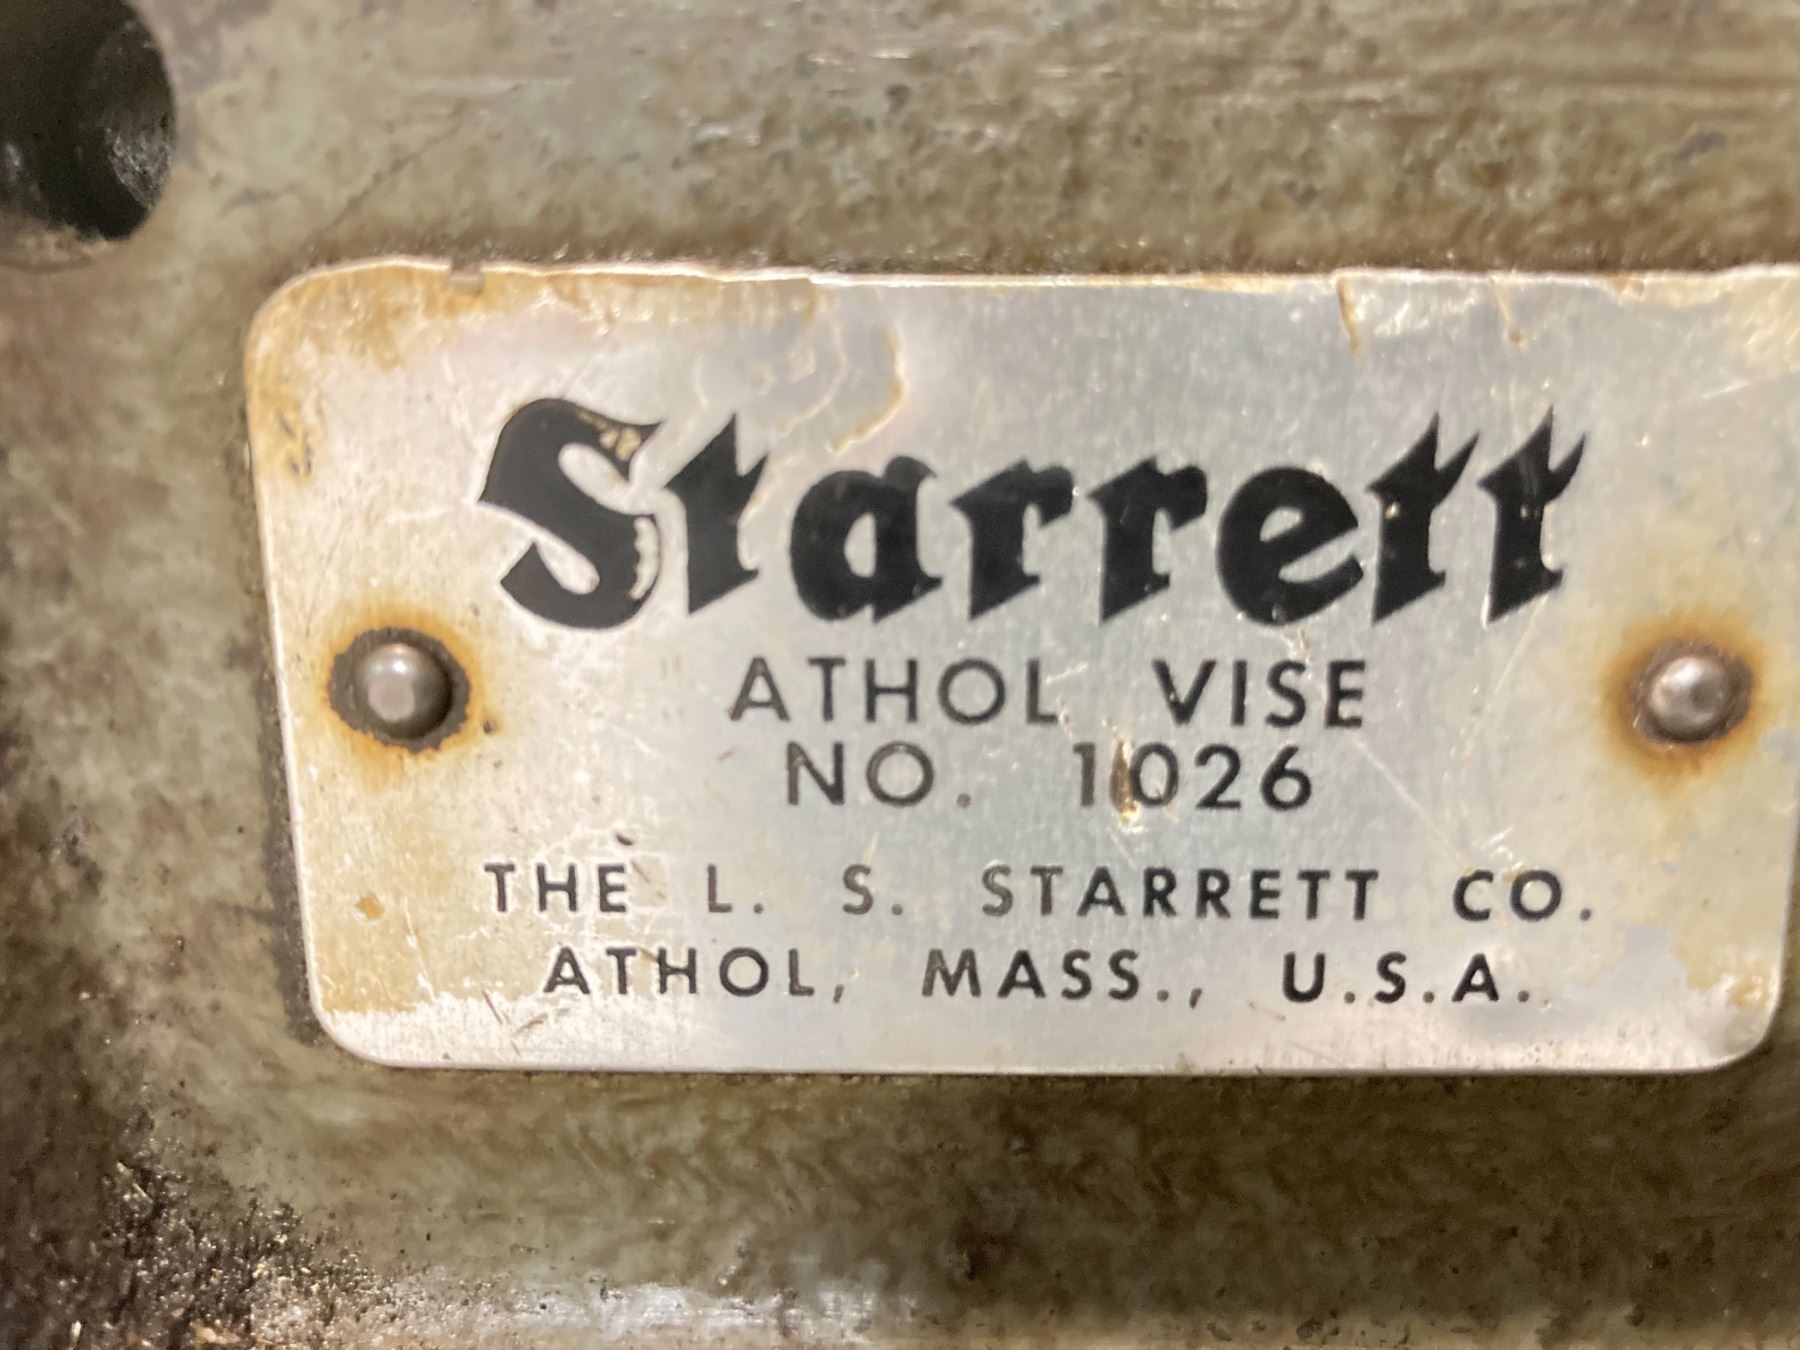 Starrett
ATHOL VISE
NO. 1026
THE L. S. STARRETT CO.
ATHOL, MASS., U.S.A.